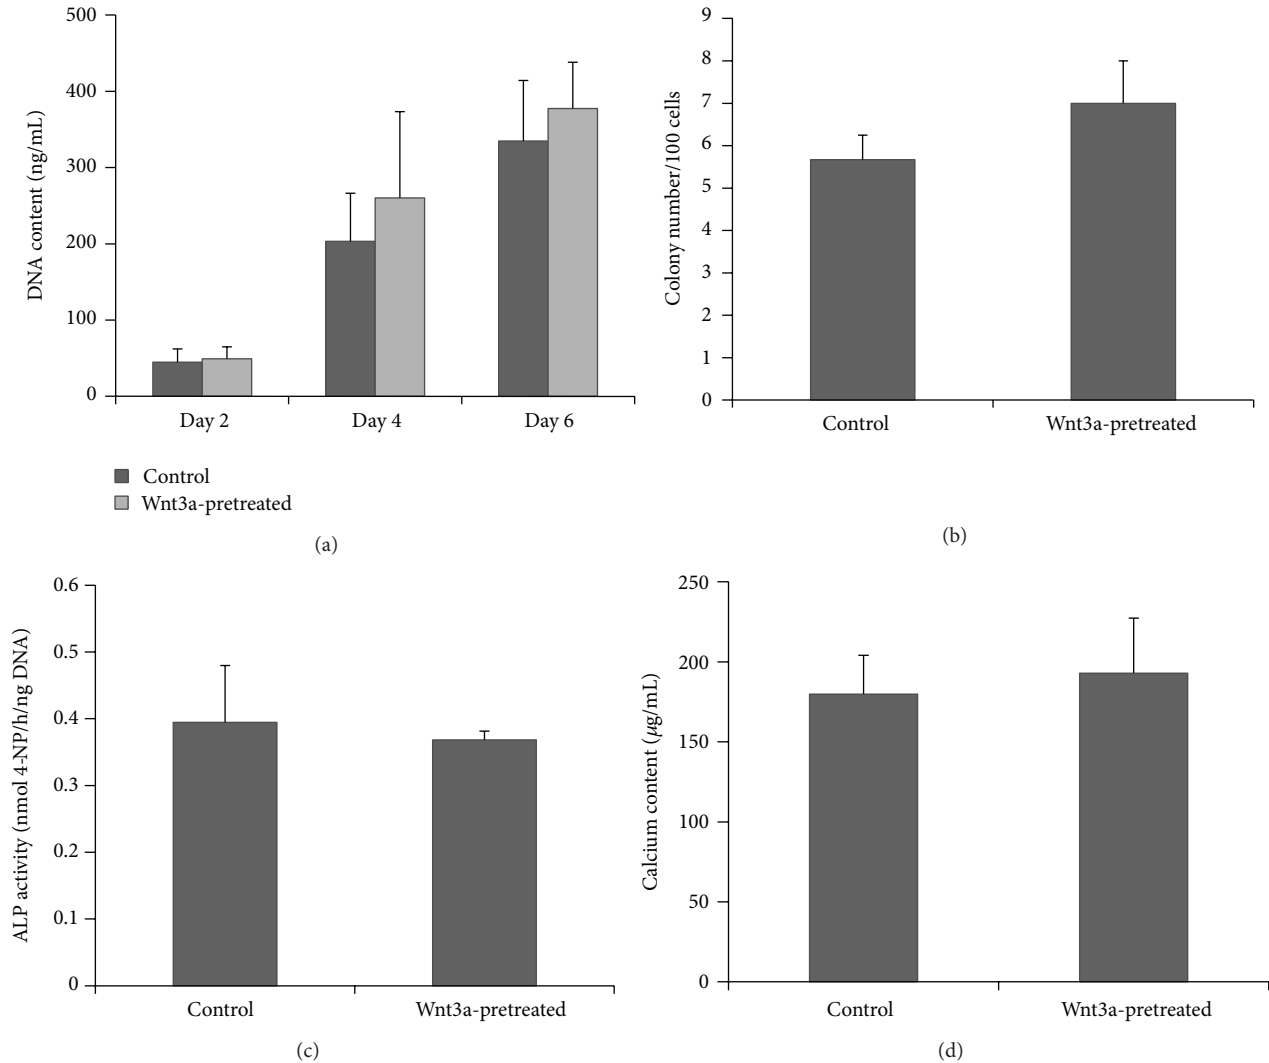 500
400
300
200
100
0
DNA content (ng/mL)
Day 2
Day 4
Day 6
Control
Wnt3a-pretreated
(a)
9
8
7
6
5
4
3
2
1
0
Colony number/100 cells
Control
Wnt3a-pretreated
(b)
0.6
0.5
0.4
0.3
0.2
0.1
0
ALP activity (nmol 4-NP/h/ng DNA)
Control
Wnt3a-pretreated
(c)
250
200
150
100
50
0
Calcium content (μg/mL)
Control
Wnt3a-pretreated
(d)